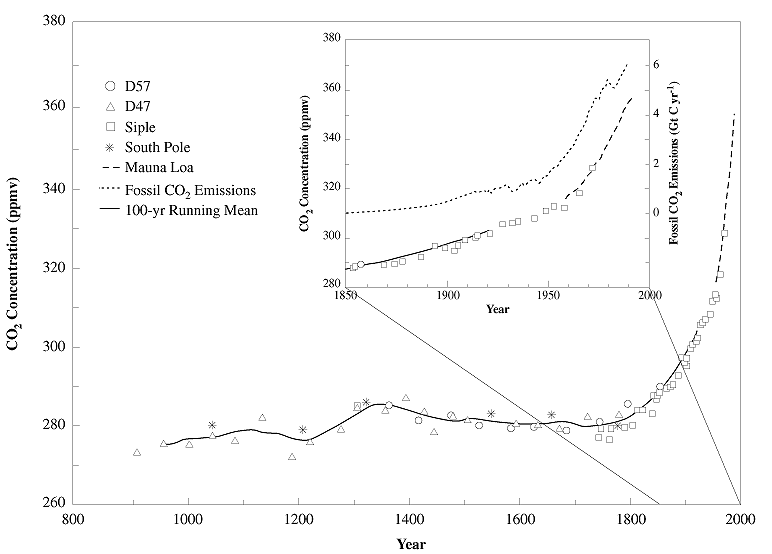 380
360
340
320
300
280
260
CO2 Concentration (ppmv)
800
1000
1200
1400
1600
1800
2000
Year
D57
D47
Siple
South Pole
Mauna Loa
Fossil CO2 Emissions
100-yr Running Mean
380
360
340
320
300
280
CO2 Concentration (ppmv)
6
4
2
0
Fossil CO2 Emissions (Gt C yr-1)
1850
1900
1950
2000
Year